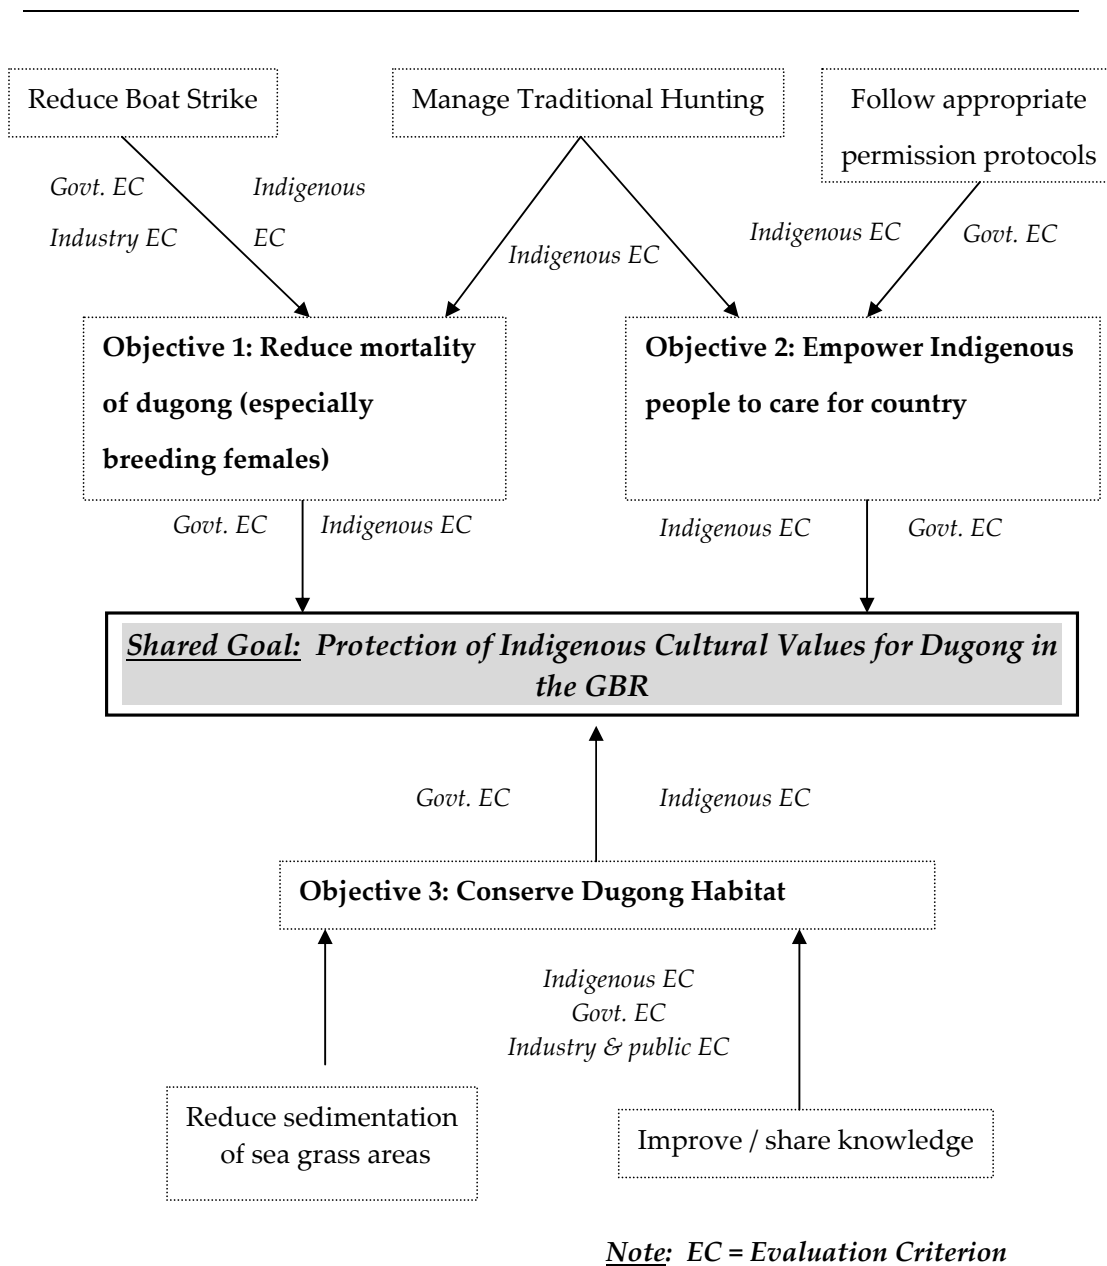 Reduce Boat Strike
Manage Traditional Hunting
Follow appropriate
permission protocols
Govt. EC
Industry EC
Indigenous
EC
Indigenous EC
Indigenous EC
Govt. EC
Objective 1: Reduce mortality
of dugong (especially
breeding females)
Objective 2: Empower Indigenous
people to care for country
Govt. EC
Indigenous EC
Indigenous EC
Govt. EC
Shared Goal: Protection of Indigenous Cultural Values for Dugong in
the GBR
Govt. EC
Indigenous EC
Objective 3: Conserve Dugong Habitat
Indigenous EC
Govt. EC
Industry & public EC
Reduce sedimentation
of sea grass areas
Improve / share knowledge
Note: EC = Evaluation Criterion